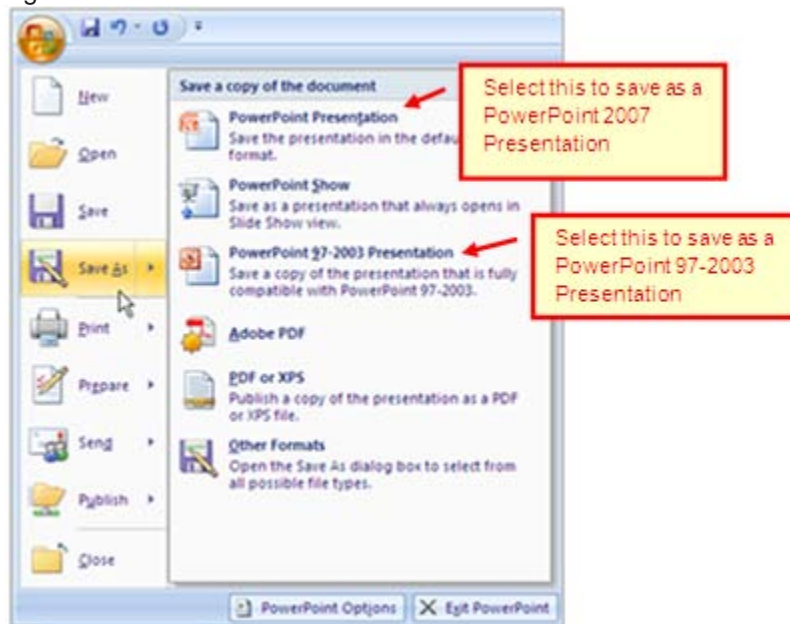 New
Open
Save
Save As
Print
Prepare
Send
Publish
Close
Save a copy of the document
PowerPoint Presentation
Save the presentation in the
format.
PowerPoint Show
Save as a presentation that always opens in
Slide Show view.
PowerPoint 97-2003 Presentation
Save a copy of the presentation that is fully
compatible with PowerPoint 97-2003.
Adobe PDF
PDF or XPS
Publish a copy of the presentation as a PDF
or XPS file.
Other Formats
Open the Save As dialog box to select from
all possible file types.
Select this to save as a
PowerPoint 2007
Presentation
Select this to save as a
PowerPoint 97-2003
Presentation
PowerPoint Options
Exit PowerPoint